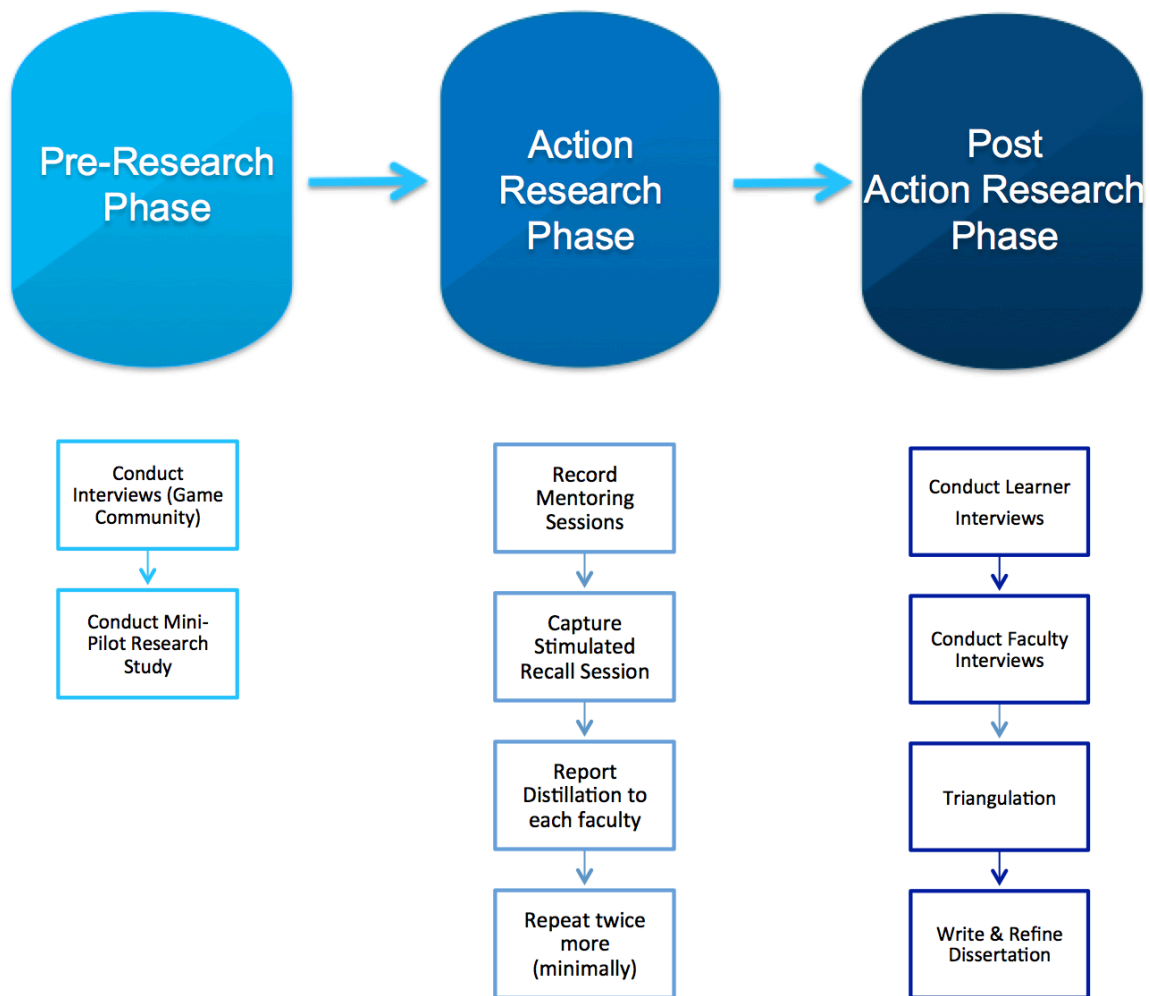 Pre-Research
Phase
Action
Research
Phase
Post
Action Research
Phase
Conduct
Interviews (Game
Community)
Conduct Mini-
Pilot Research
Study
Record
Mentoring
Sessions
Capture
Stimulated
Recall Session
Report
Distillation to
each faculty
Repeat twice
more
(minimally)
Conduct Learner
Interviews
Conduct Faculty
Interviews
Triangulation
Write & Refine
Dissertation